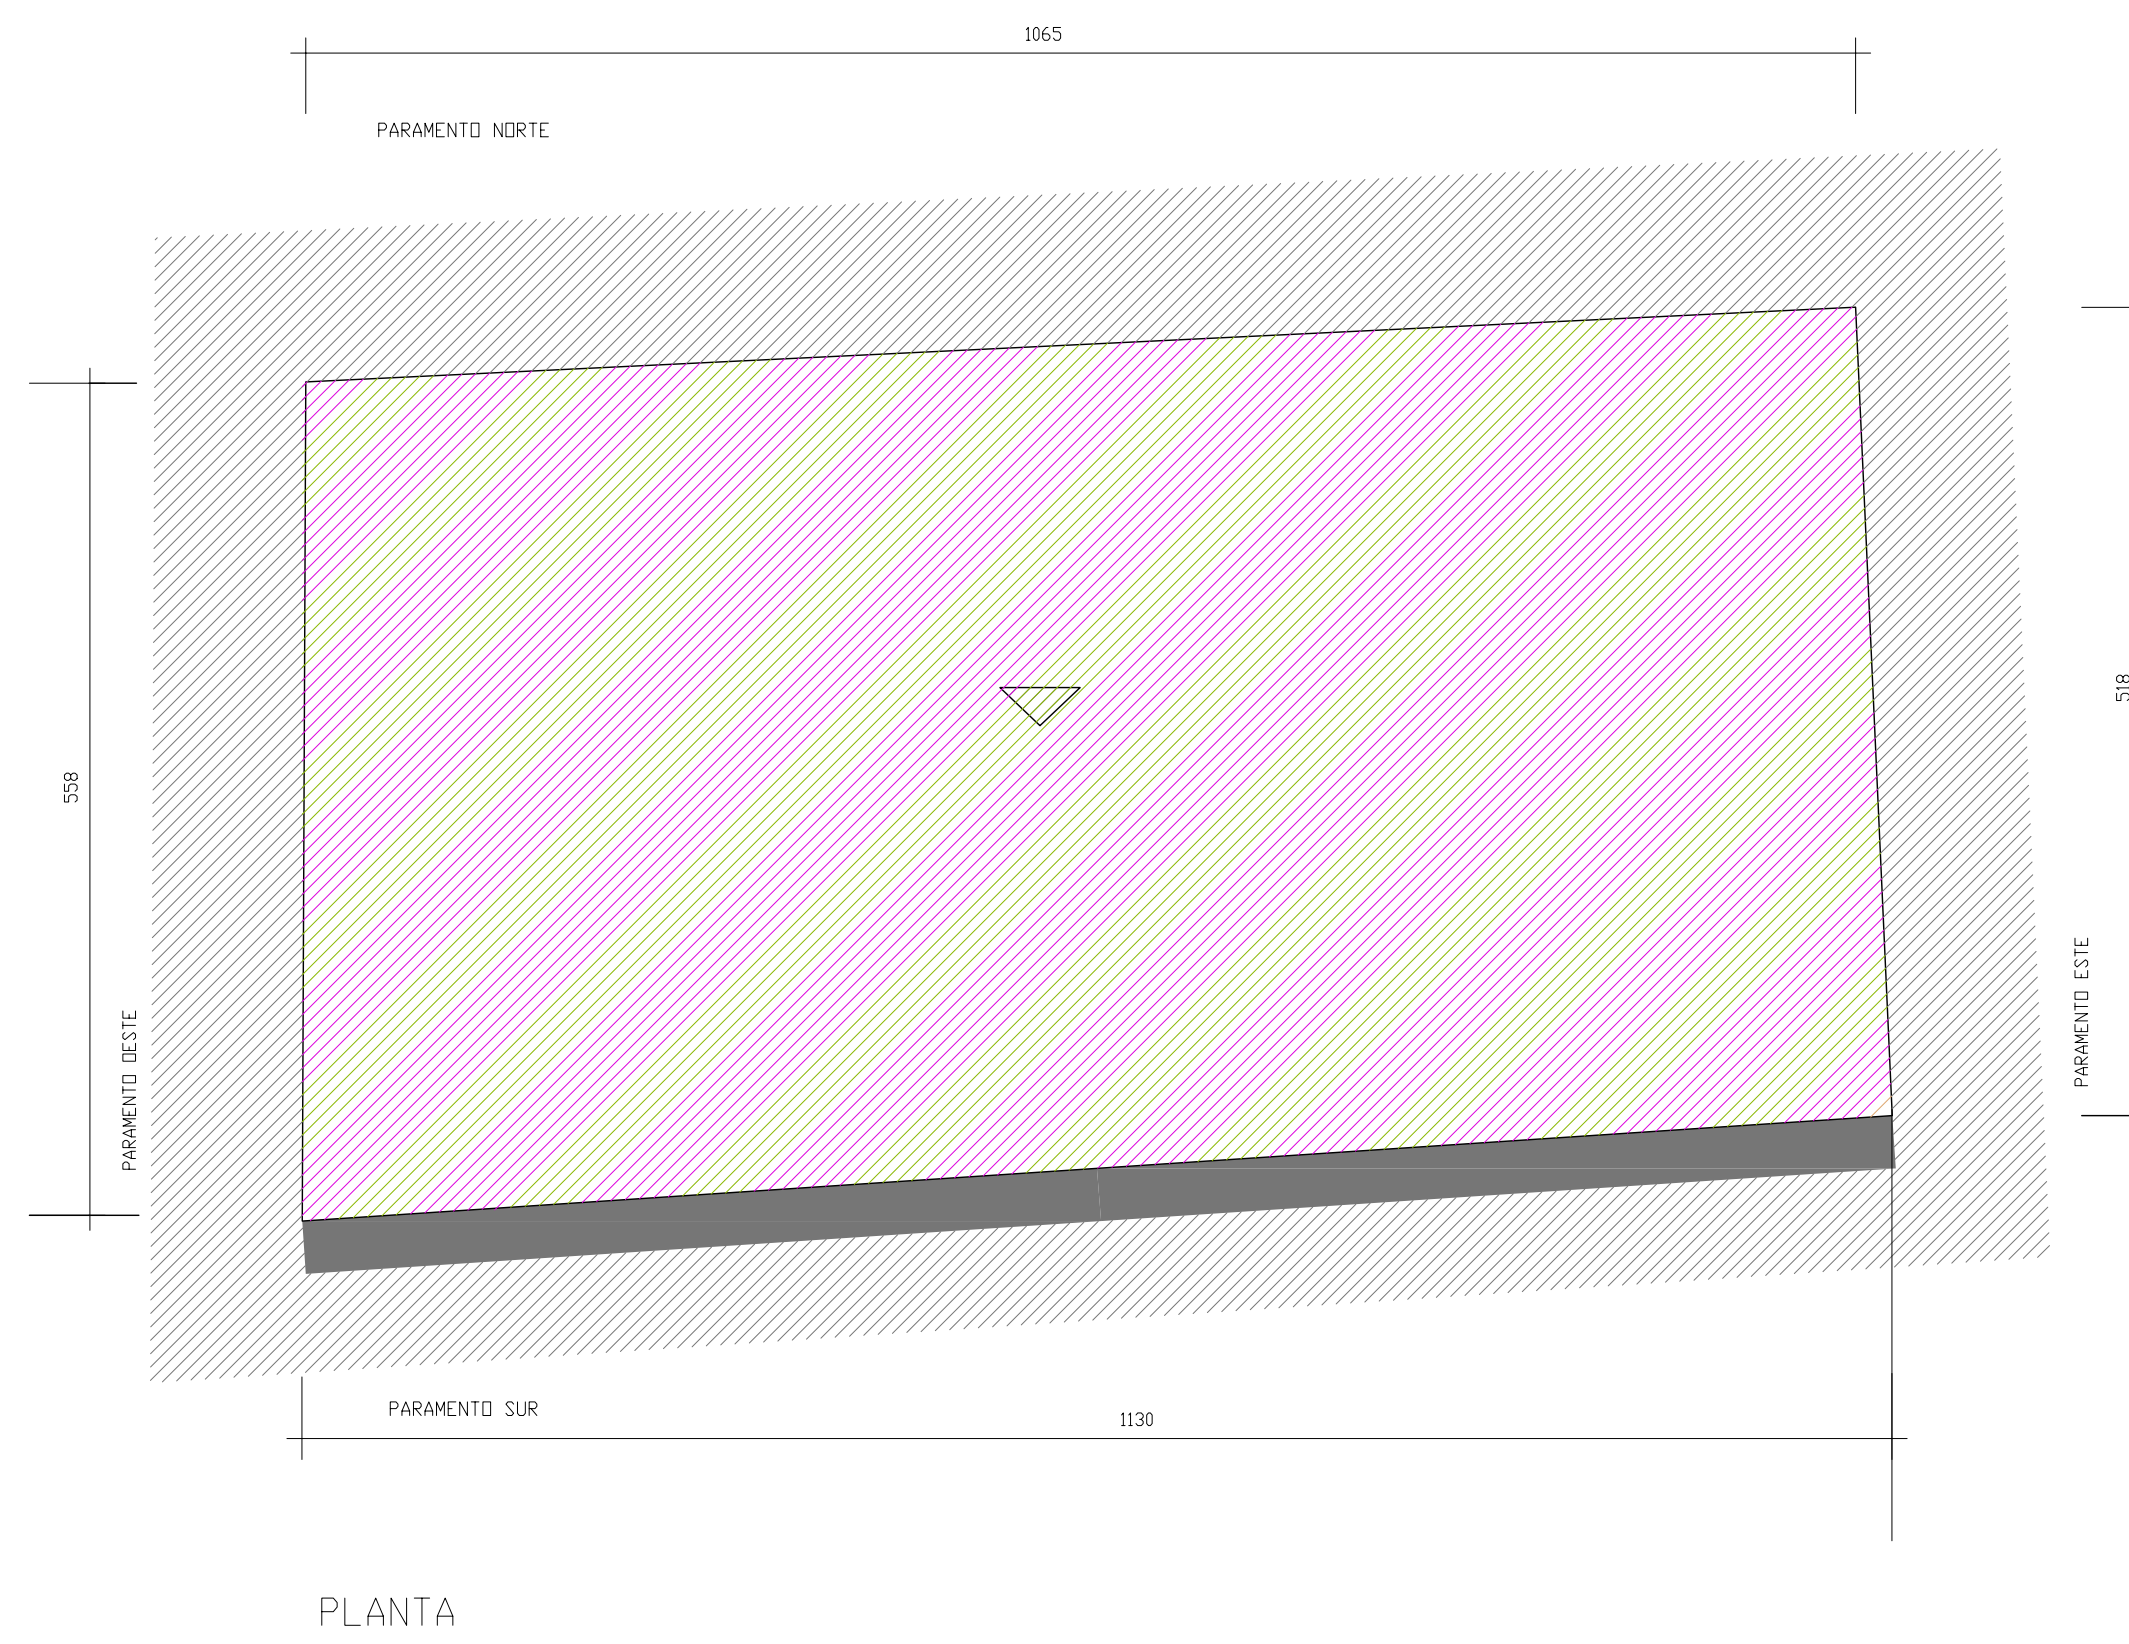 1065
PARAMENTO NORTE
518
558
PARAMENTO ESTE
PARAMENTO OESTE
PARAMENTO SUR
1130
PLANTA